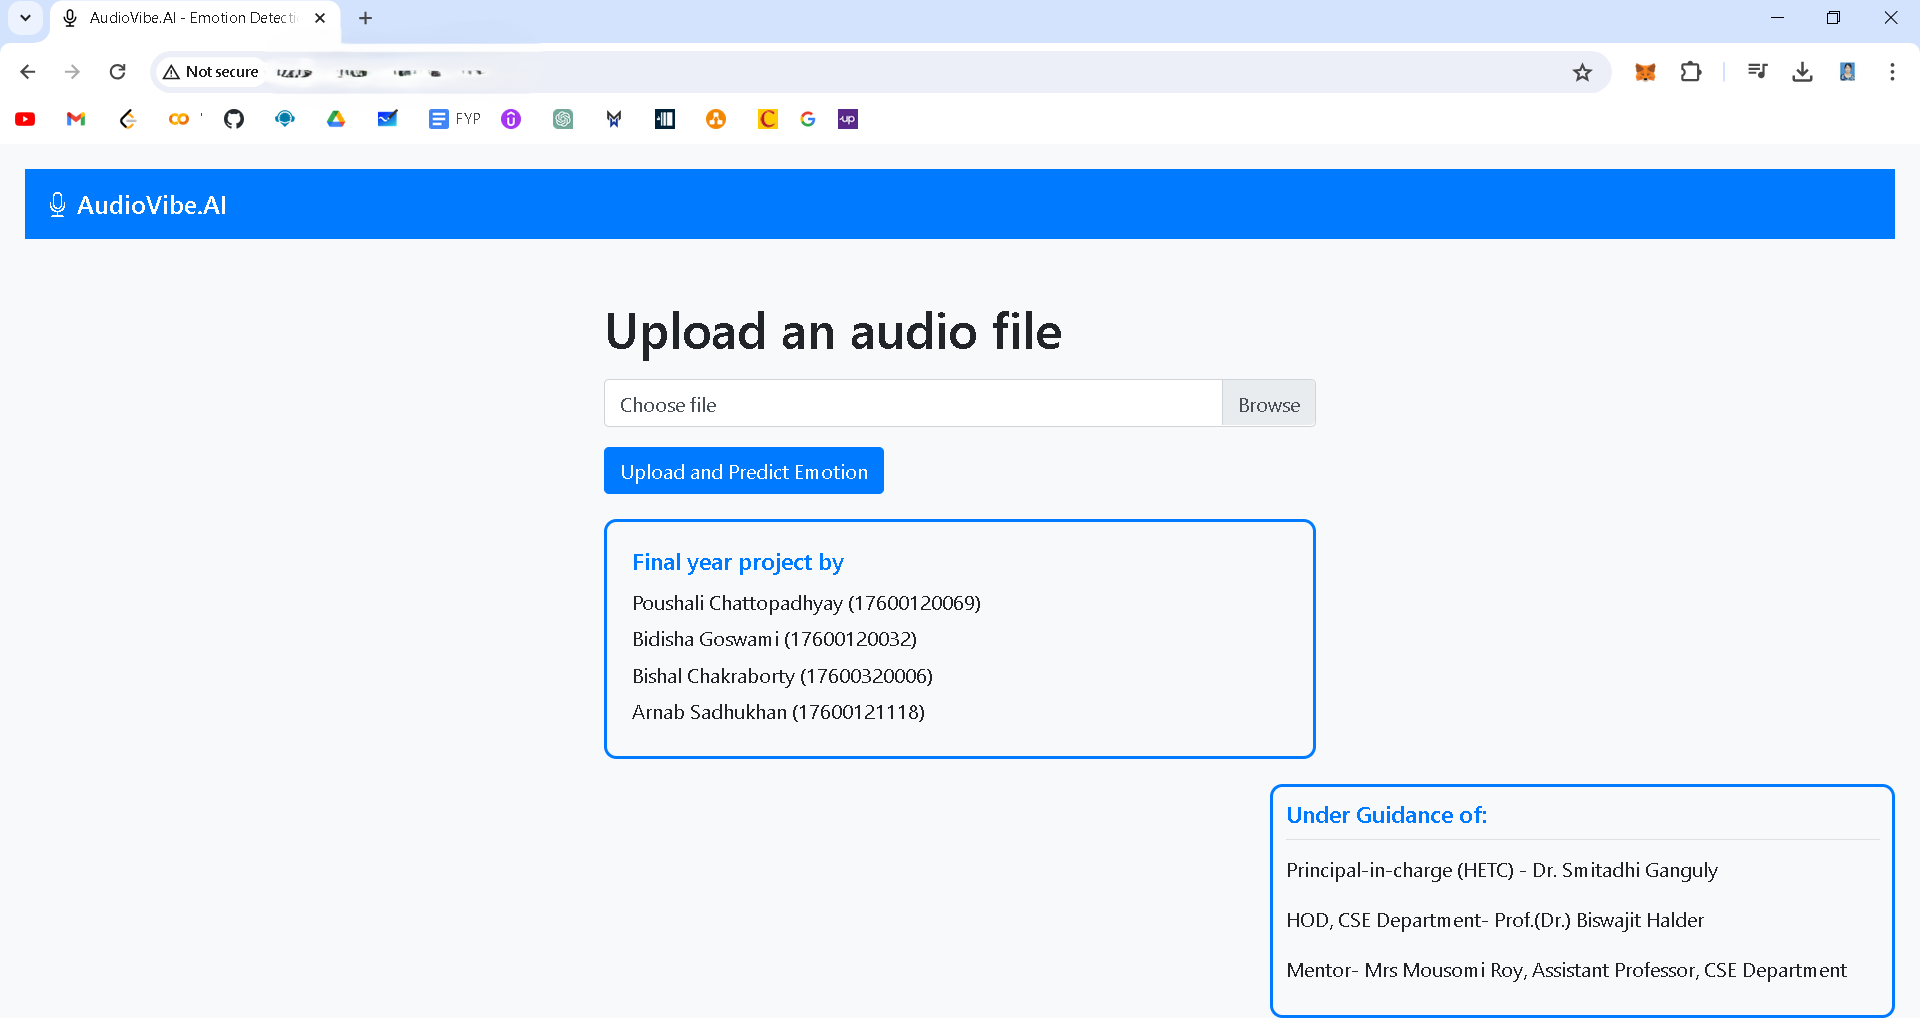 AudioVibe.AI - Emotion Detecti
Not secure
FYP
up
AudioVibe.AI
Upload an audio file
Choose file
Browse
Upload and Predict Emotion
Final year project by
Poushali Chattopadhyay (17600120069)
Bidisha Goswami (17600120032)
Bishal Chakraborty (17600320006)
Arnab Sadhukhan (17600121118)
Under Guidance of:
Principal-in-charge (HETC) - Dr. Smitadhi Ganguly
HOD, CSE Department- Prof.(Dr.) Biswajit Halder
Mentor- Mrs Mousomi Roy, Assistant Professor, CSE Department